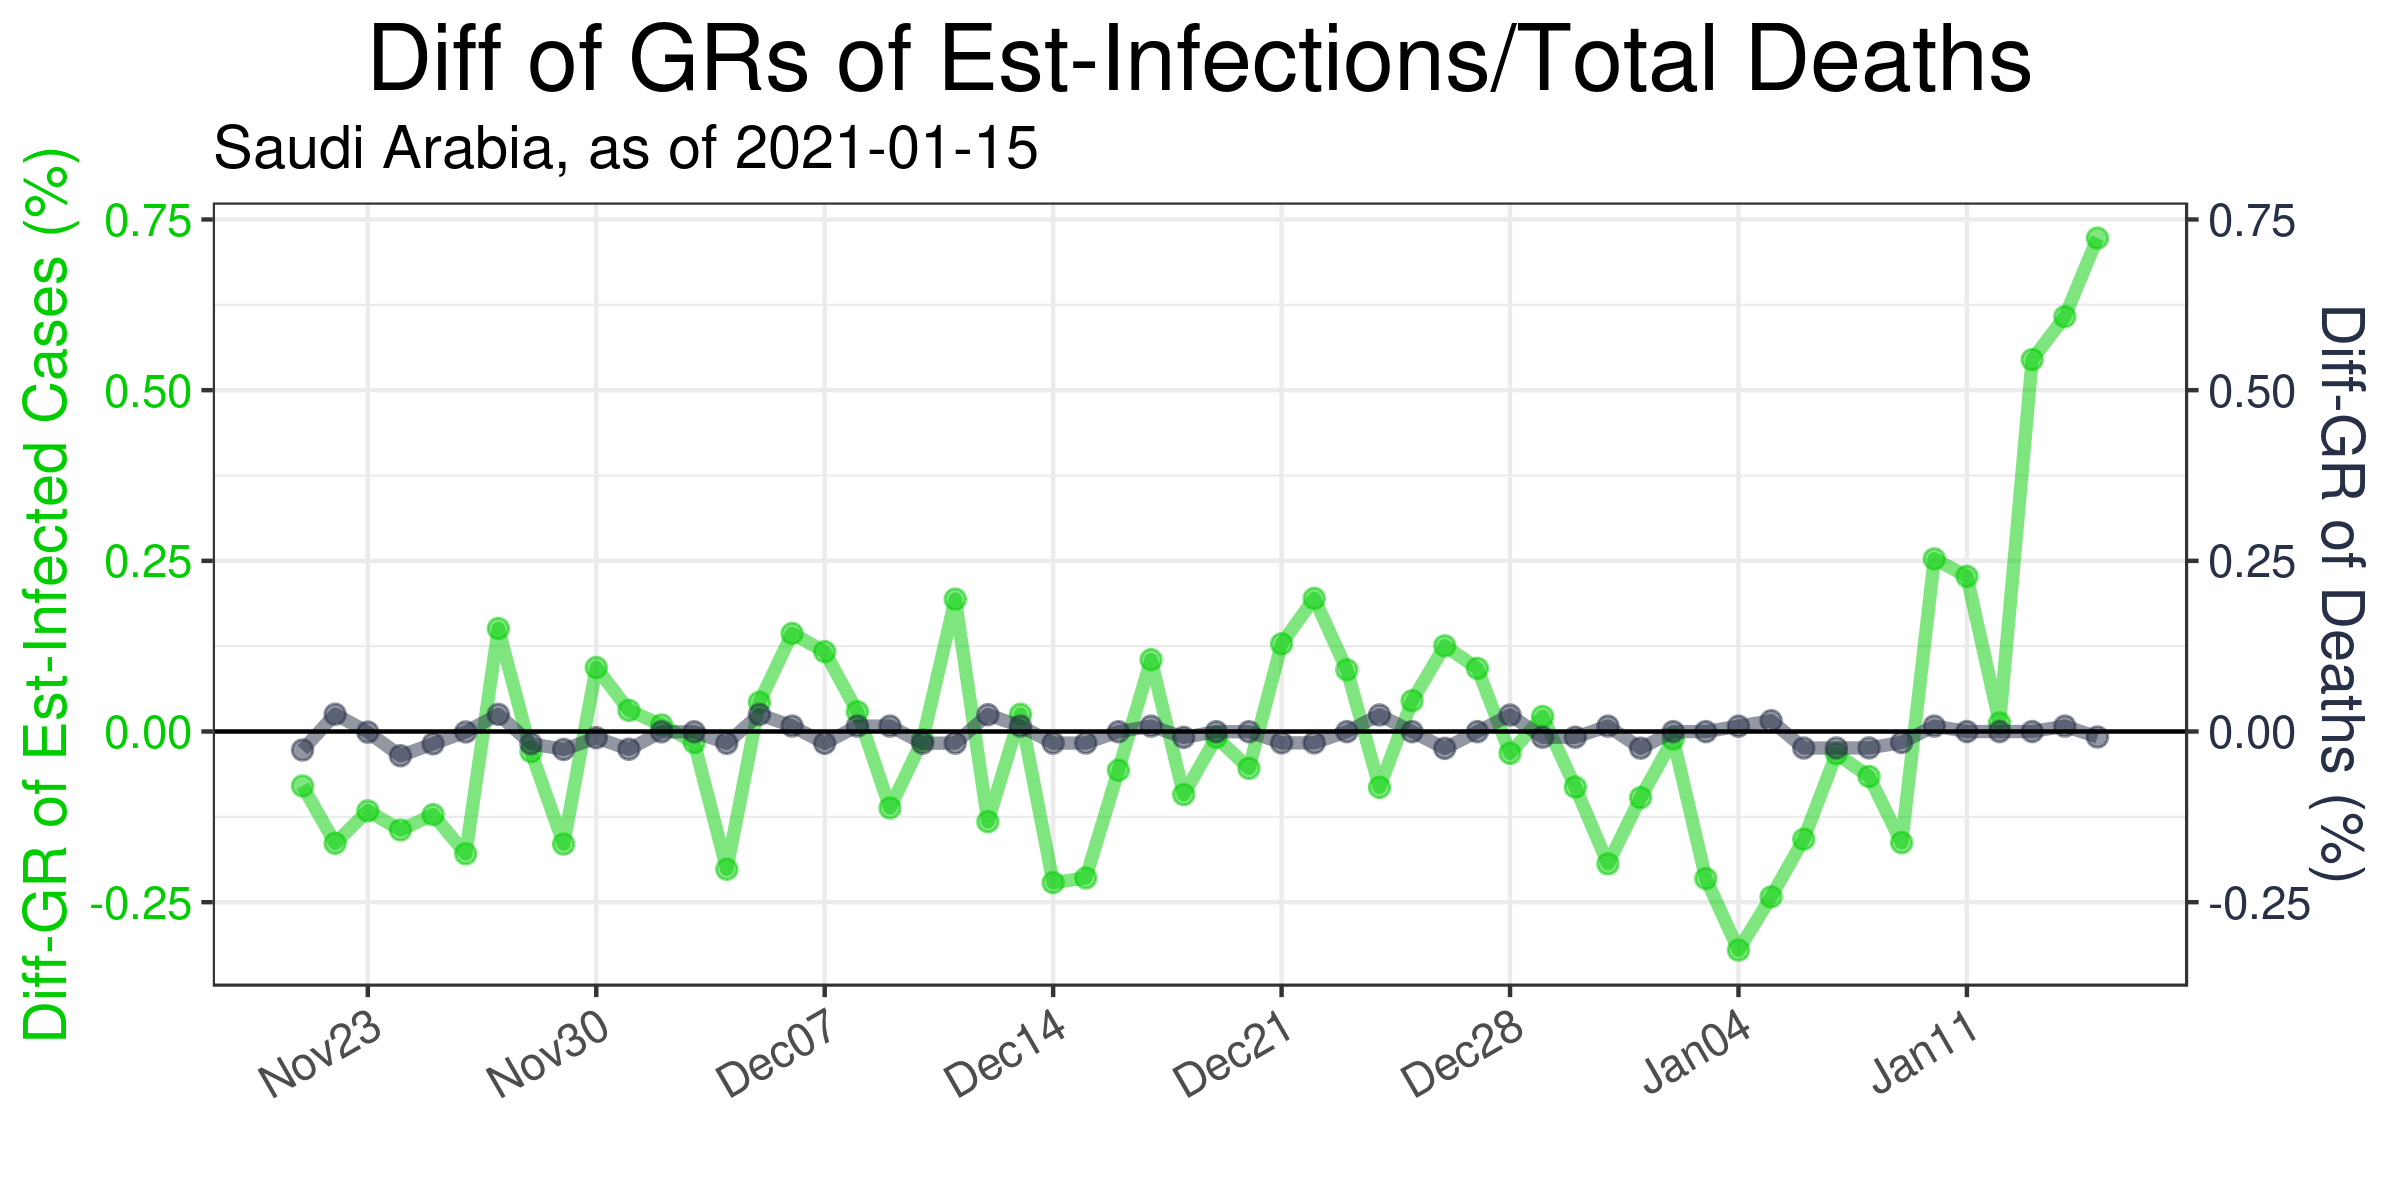 Diff of GRs of Est-Infections/Total Deaths
Saudi Arabia, as of 2021-01-15
Diff-GR of Est-Infected Cases (%)
0.75
0.50
0.25
0.00
-0.25
0.75
0.50
0.25
0.00
-0.25
Diff-GR of Deaths (%)
Nov23
Nov30
Dec07
Dec14
Dec21
Dec28
Jan04
Jan11